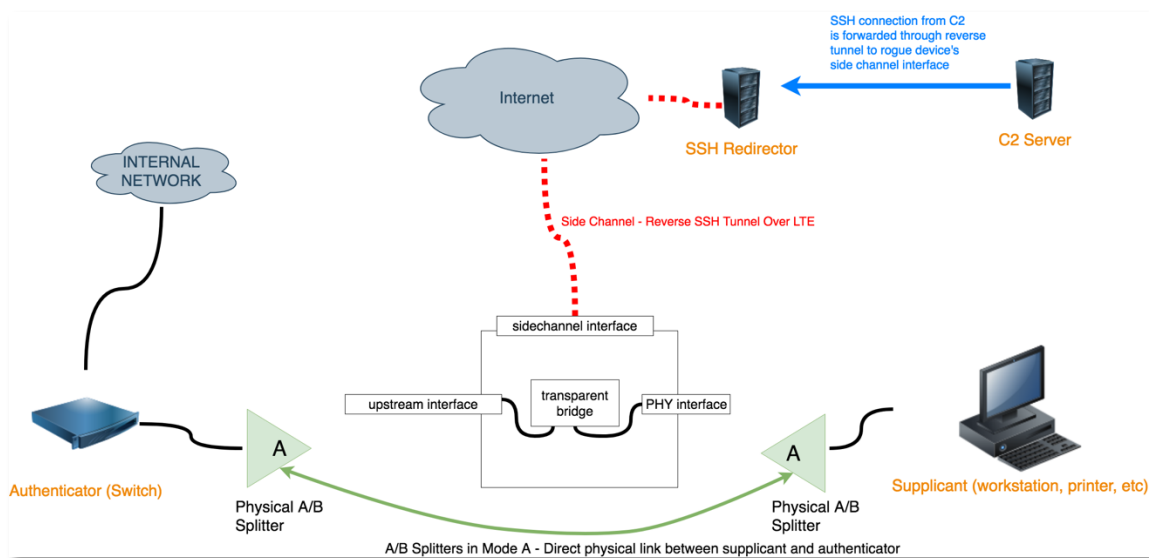 SSH connection from C2
is forwarded through reverse
tunnel to rogue device's
side channel interface
Internet
SSH Redirector
C2 Server
INTERNAL
NETWORK
Side Channel - Reverse SSH Tunnel Over LTE
sidechannel interface
upstream interface
transparent
bridge
PHY interface
A
A
Authenticator (Switch)
Physical A/B
Splitter
Physical A/B
Splitter
Supplicant (workstation, printer, etc)
A/B Splitters in Mode A - Direct physical link between supplicant and authenticator